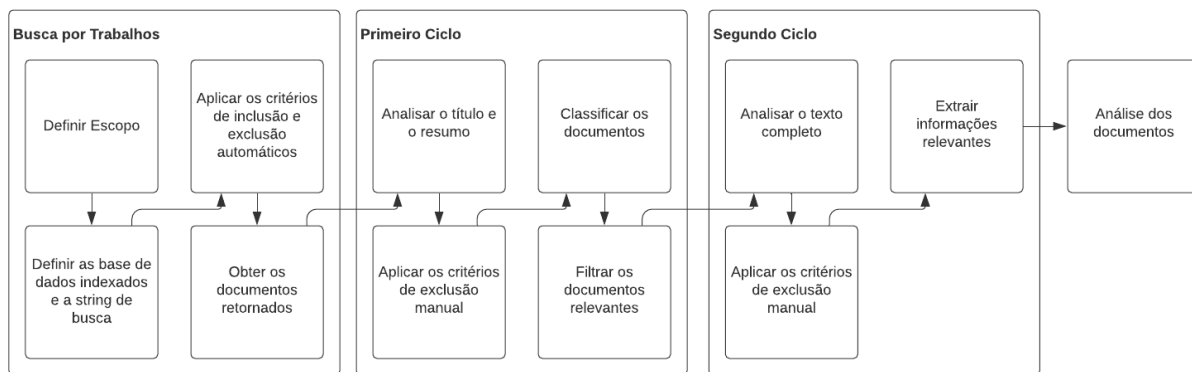 Busca por Trabalhos
Definir Escopo
Definir as base de
dados indexados
e a string de
busca
Aplicar os critérios
de inclusão e
exclusão
automáticos
Obter os
documentos
retornados
Primeiro Ciclo
Analisar o título e
o resumo
Aplicar os critérios
de exclusão
manual
Classificar os
documentos
Filtrar os
documentos
relevantes
Segundo Ciclo
Analisar o texto
completo
Aplicar os critérios
de exclusão
manual
Extrair
informações
relevantes
Análise dos
documentos